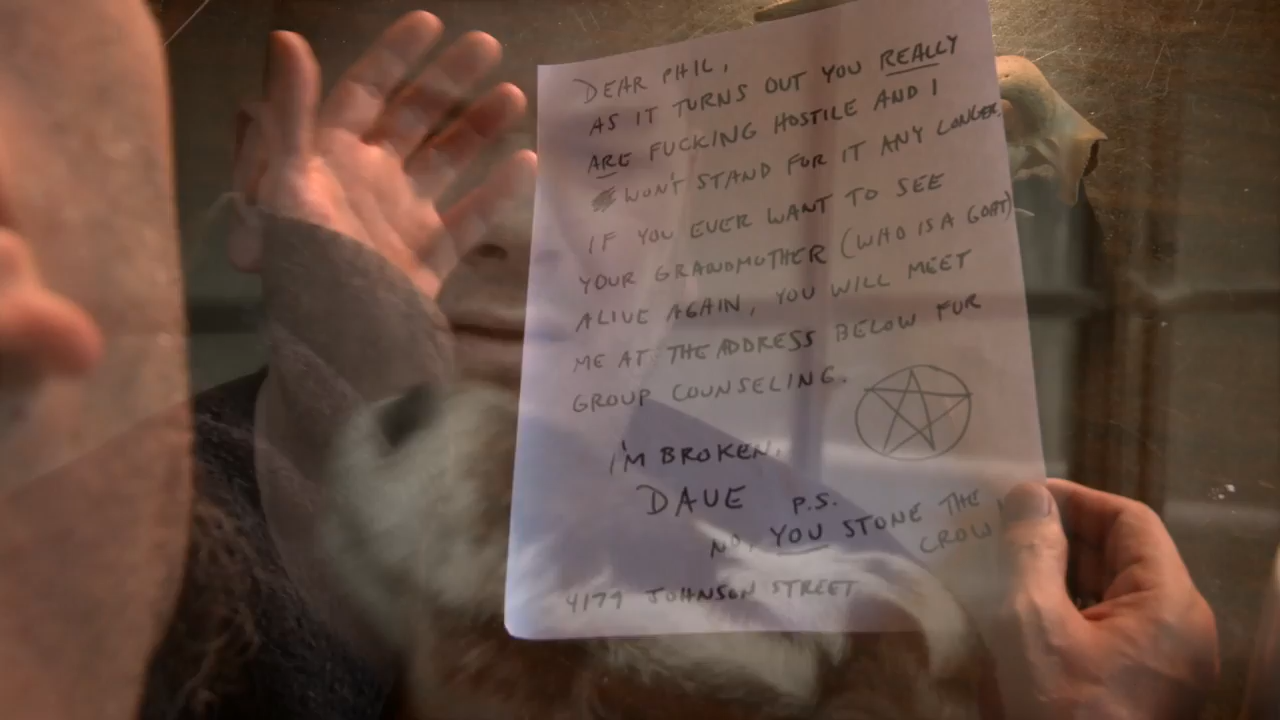 DEAR PHIL,
AS IT TURNS OUT YOU REALLY
ARE FUCKING HOSTILE AND I
WON'T STAND FOR IT ANY LONGER.
IF YOU EVER WANT TO SEE
YOUR GRANDMOTHER (WHO IS A GOAT)
ALIVE AGAIN, YOU WILL MEET
ME AT THE ADDRESS BELOW FOR
GROUP COUNSELING.
I'M BROKEN,
DAVE
P.S.
NO, YOU STONE THE
CROW
4179 JOHNSON STREET